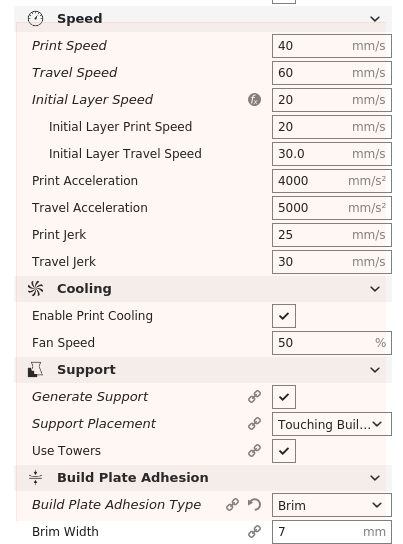 Speed
Print Speed 40 mm/s
Travel Speed 60 mm/s
Initial Layer Speed 20 mm/s
Initial Layer Print Speed 20 mm/s
Initial Layer Travel Speed 30.0 mm/s
Print Acceleration 4000 mm/s²
Travel Acceleration 5000 mm/s²
Print Jerk 25 mm/s
Travel Jerk 30 mm/s
Cooling
Enable Print Cooling
Fan Speed 50 %
Support
Generate Support
Support Placement Touching Buil...
Use Towers
Build Plate Adhesion
Build Plate Adhesion Type Brim
Brim Width 7 mm